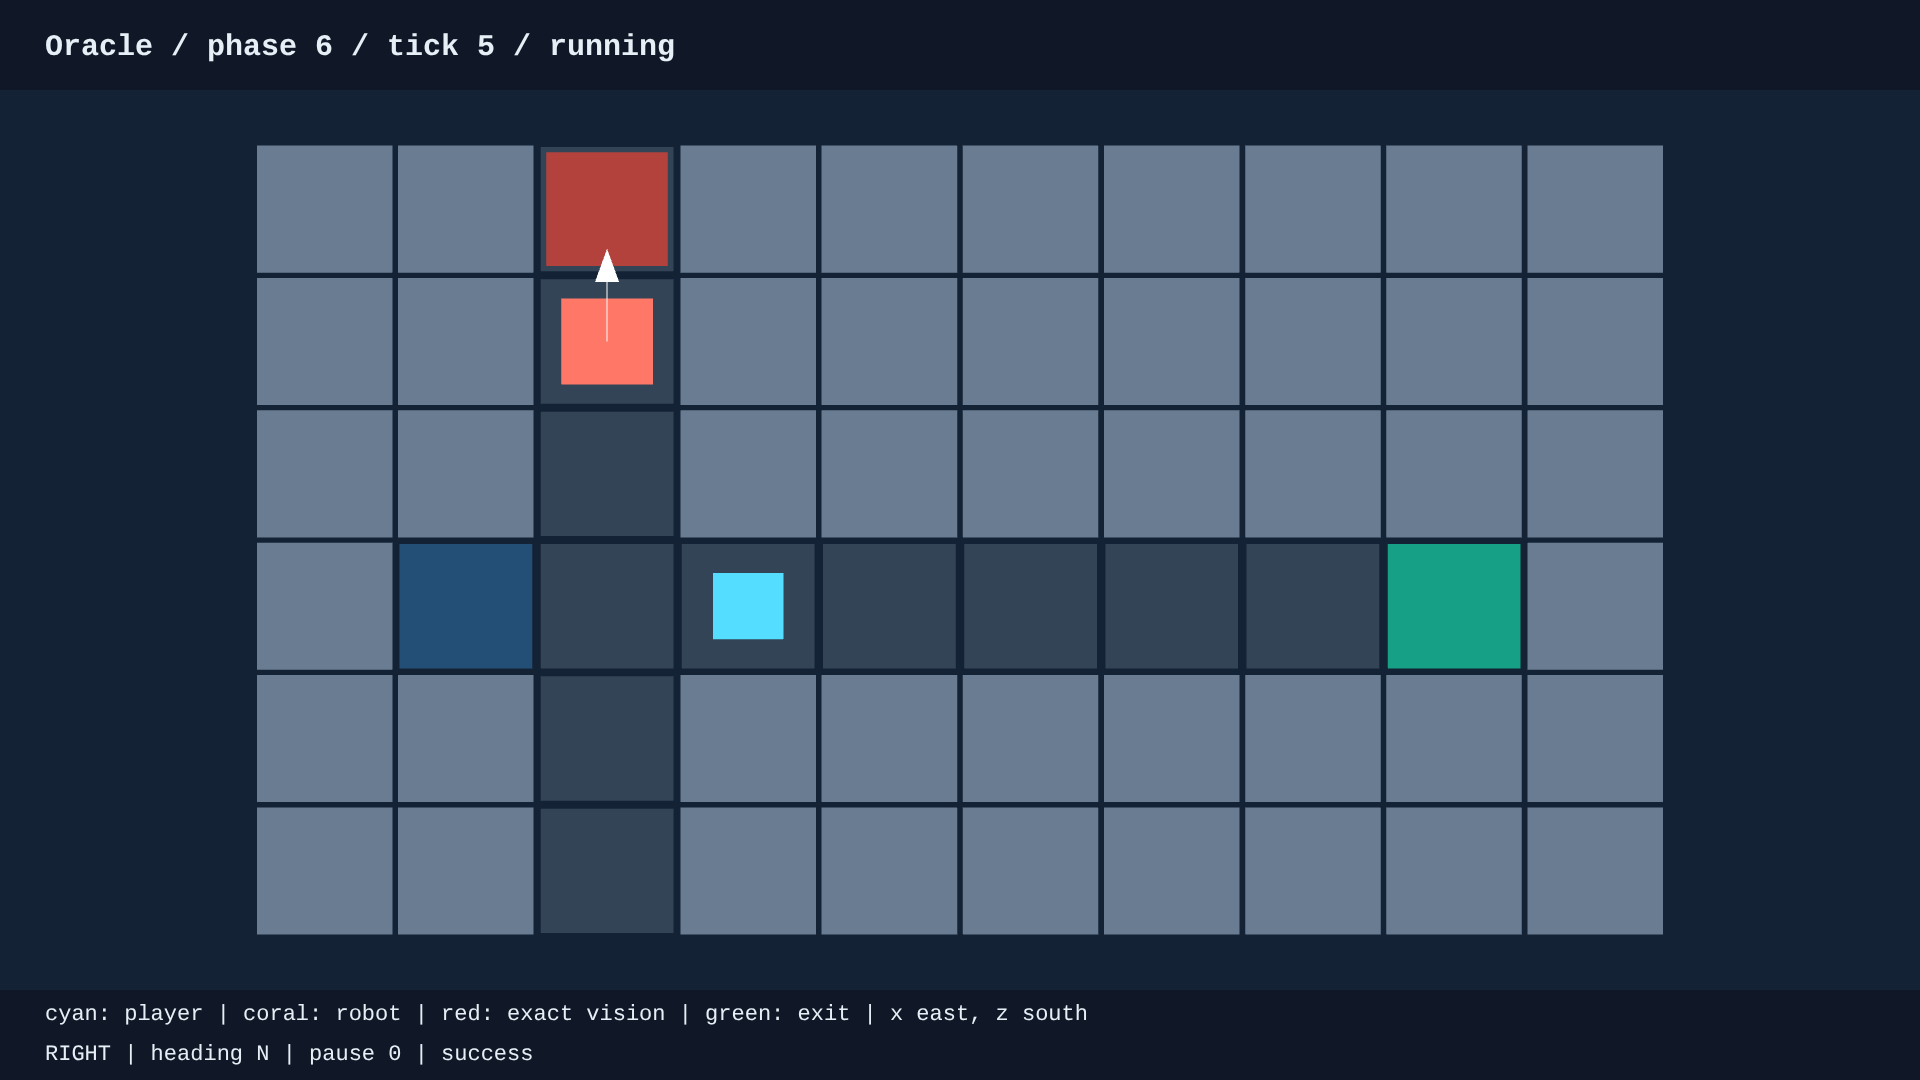 Oracle / phase 6 / tick 5 / running
cyan: player | coral: robot | red: exact vision | green: exit | x east, z south
RIGHT | heading N | pause 0 | success